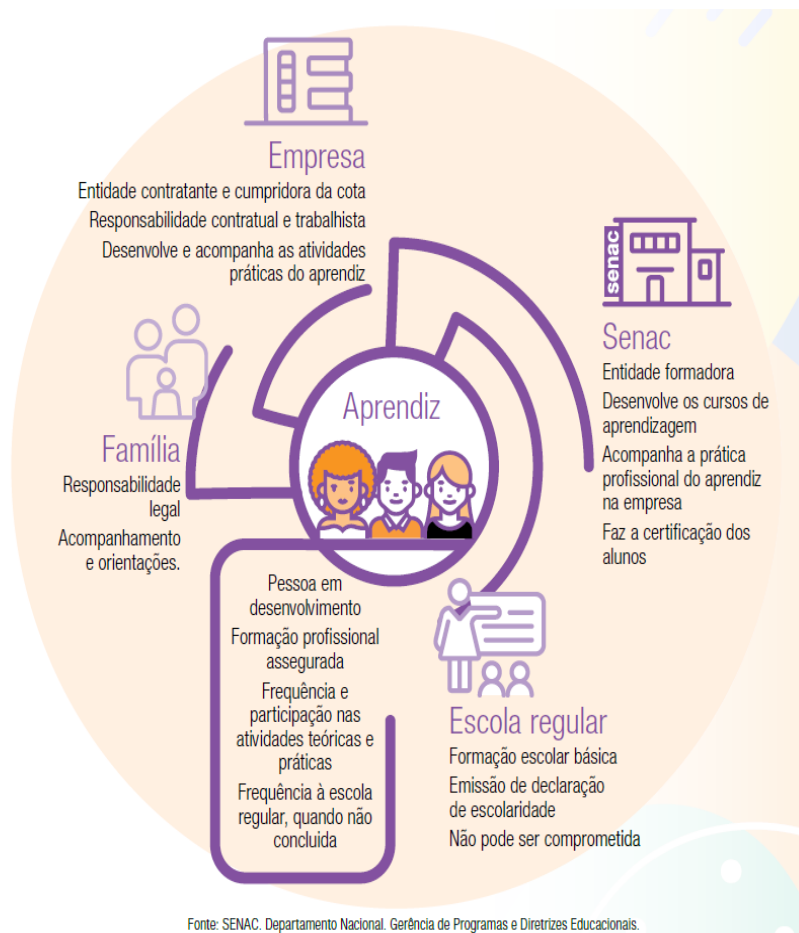 Empresa
Entidade contratante e cumpridora da cota
Responsabilidade contratual e trabalhista
Desenvolve e acompanha as atividades
práticas do aprendiz
senac
Senac
Entidade formadora
Desenvolve os cursos de
aprendizagem
Acompanha a prática
profissional do aprendiz
na empresa
Faz a certificação dos
alunos
Família
Responsabilidade
legal
Acompanhamento
e orientações.
Aprendiz
Pessoa em
desenvolvimento
Formação profissional
assegurada
Frequência e
participação nas
atividades teóricas e
práticas
Frequência à escola
regular, quando não
concluida
Escola regular
Formação escolar básica
Emissão de declaração
de escolaridade
Não pode ser comprometida
Fonte: SENAC. Departamento Nacional. Gerência de Programas e Diretrizes Educacionais.